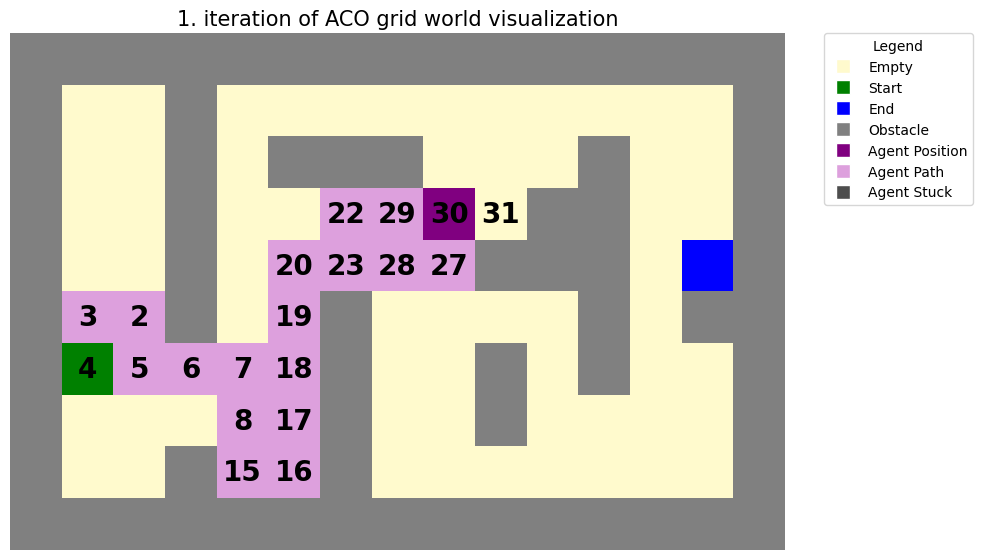 1. iteration of ACO grid world visualization
Legend
Empty
Start
End
Obstacle
Agent Position
Agent Path
Agent Stuck
22 29 30 31
20 23 28 27
3 2 19
4 5 6 7 18
8 17
15 16